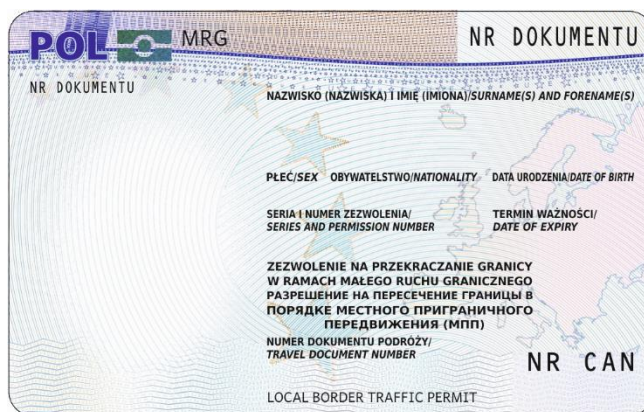 POL MRG NR DOKUMENTU
NR DOKUMENTU
NAZWISKO (NAZWISKA) I IMIĘ (IMIONA)/SURNAME(S) AND FORENAME(S)
PŁEĆ/SEX OBYWATELSTWO/NATIONALITY DATA URODZENIA/DATE OF BIRTH
SERIA I NUMER ZEZWOLENIA/ TERMIN WAŻNOŚCI/
SERIES AND PERMISSION NUMBER DATE OF EXPIRY
ZEZWOLENIE NA PRZEKRACZANIE GRANICY
W RAMACH MAŁEGO RUCHU GRANICZNEGO
РАЗРЕШЕНИЕ НА ПЕРЕСЕЧЕНИЕ ГРАНИЦЫ В
ПОРЯДКЕ МЕСТНОГО ПРИГРАНИЧНОГО
ПЕРЕДВИЖЕНИЯ (МПП)
NUMER DOKUMENTU PODRÓŻY/
TRAVEL DOCUMENT NUMBER
NR CAN
LOCAL BORDER TRAFFIC PERMIT